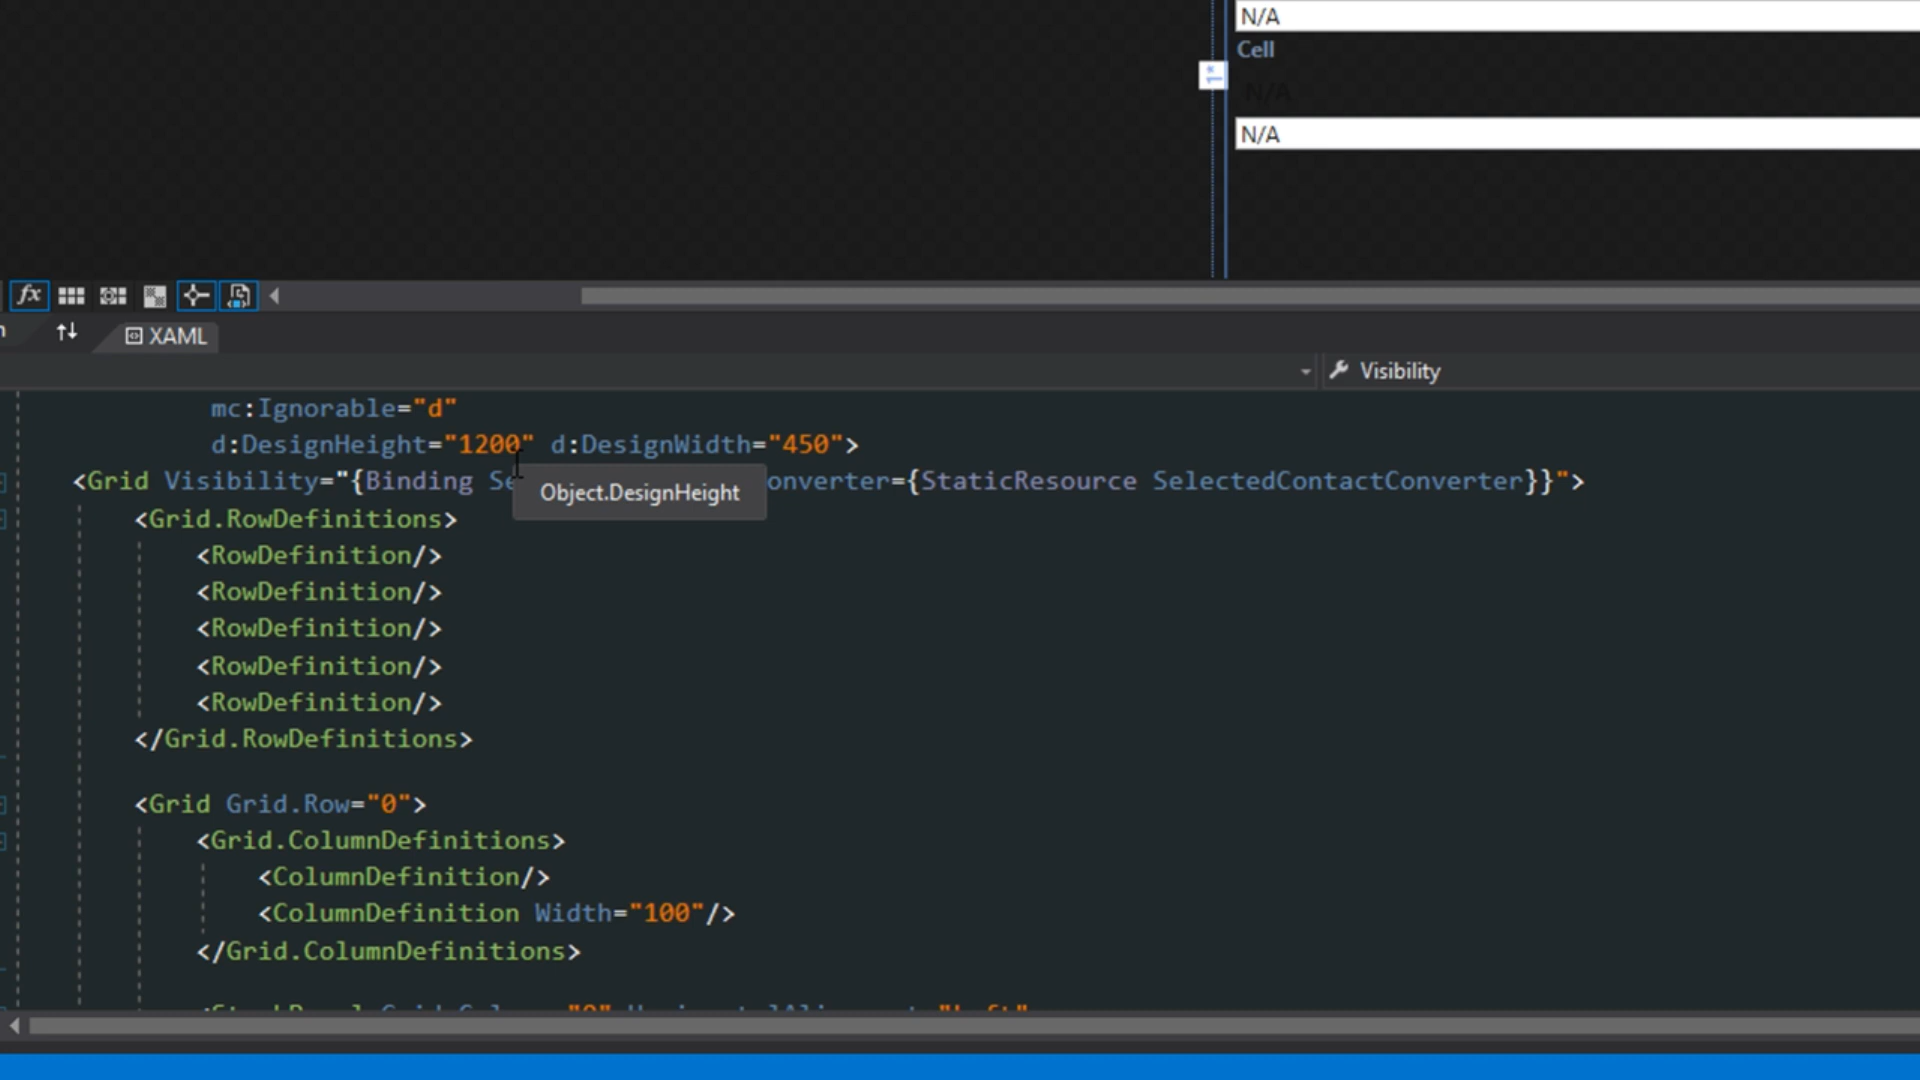 N/A
Cell
N/A
N/A
fx
XAML
Visibility
mc:Ignorable="d"
d:DesignHeight="1200" d:DesignWidth="450">
<Grid Visibility="{Binding Se onverter={StaticResource SelectedContactConverter}}">
Object.DesignHeight
<Grid.RowDefinitions>
<RowDefinition/>
<RowDefinition/>
<RowDefinition/>
<RowDefinition/>
<RowDefinition/>
</Grid.RowDefinitions>
<Grid Grid.Row="0">
<Grid.ColumnDefinitions>
<ColumnDefinition/>
<ColumnDefinition Width="100"/>
</Grid.ColumnDefinitions>